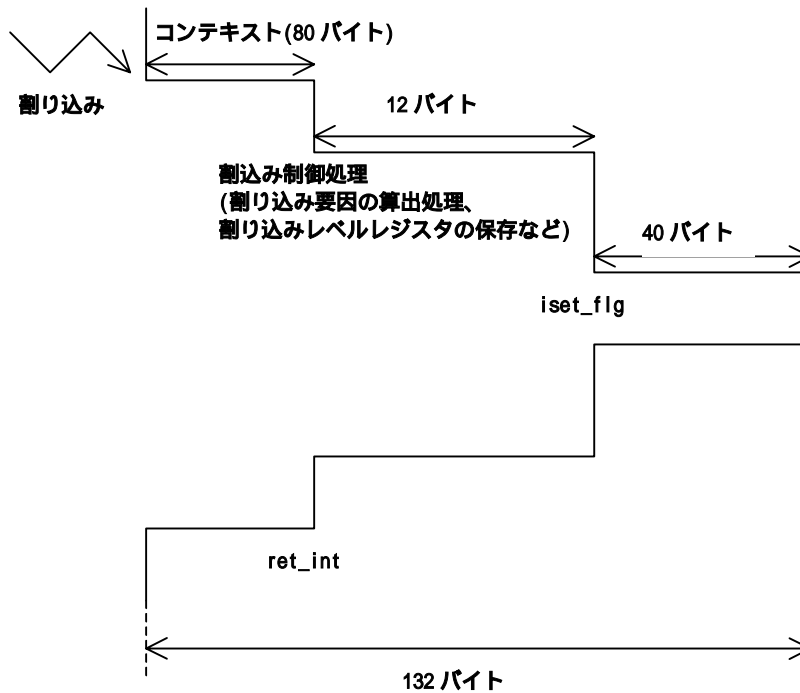 コンテキスト(80 バイト)
割り込み
12 バイト
割込み制御処理
(割り込み要因の算出処理、
割り込みレベルレジスタの保存など)
40 バイト
iset_flg
ret_int
132 バイト